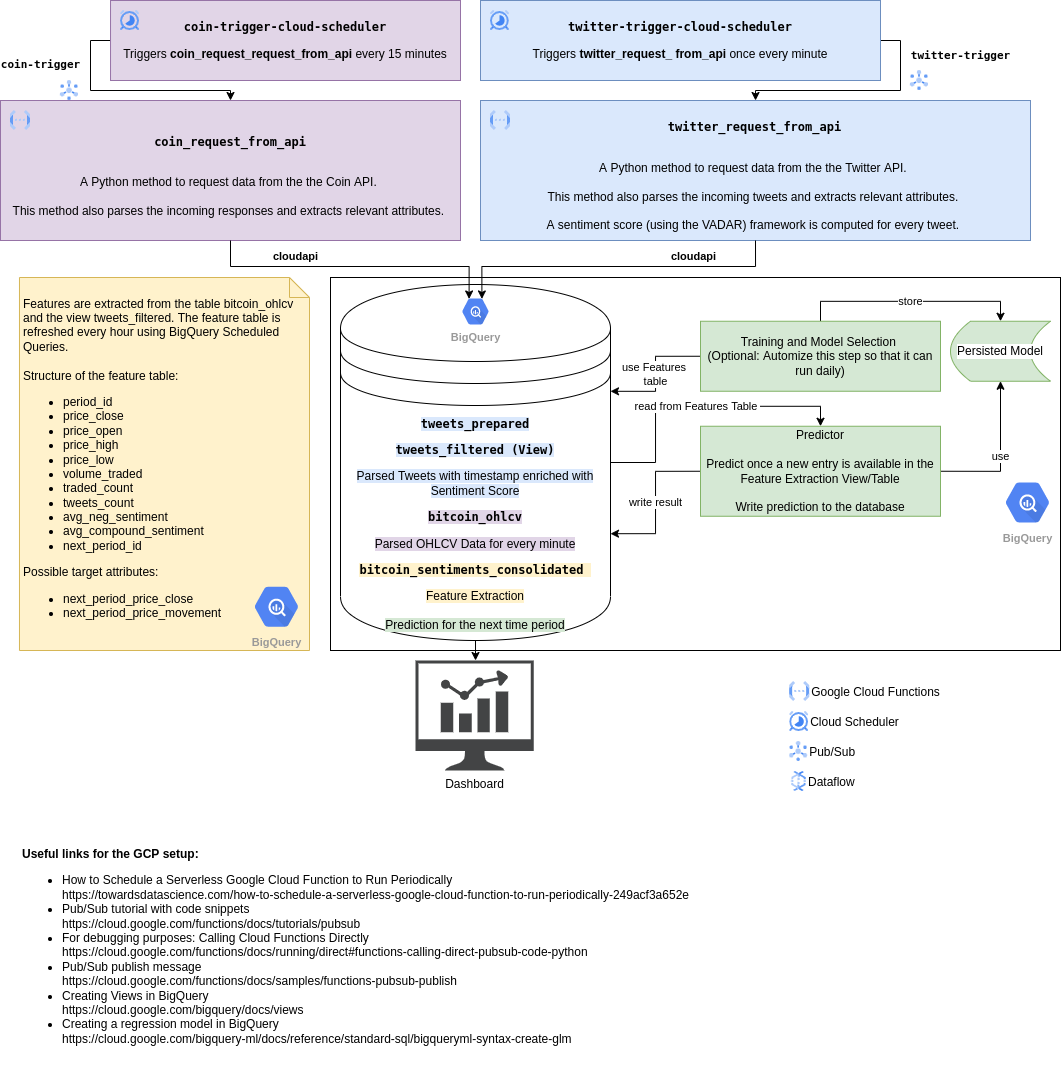 coin-trigger-cloud-scheduler
Triggers coin_request_request_from_api every 15 minutes
twitter-trigger-cloud-scheduler
Triggers twitter_request_ from_api once every minute
coin-trigger
twitter-trigger
coin_request_from_api
A Python method to request data from the the Coin API.
This method also parses the incoming responses and extracts relevant attributes.
twitter_request_from_api
A Python method to request data from the the Twitter API.
This method also parses the incoming tweets and extracts relevant attributes.
A sentiment score (using the VADAR) framework is computed for every tweet.
cloudapi
cloudapi
Features are extracted from the table bitcoin_ohlcv
and the view tweets_filtered. The feature table is
refreshed every hour using BigQuery Scheduled
Queries.
Structure of the feature table:
• period_id
• price_close
• price_open
• price_high
• price_low
• volume_traded
• traded_count
• tweets_count
• avg_neg_sentiment
• avg_compound_sentiment
• next_period_id
Possible target attributes:
• next_period_price_close
• next_period_price_movement
BigQuery
BigQuery
tweets_prepared
tweets_filtered (View)
Parsed Tweets with timestamp enriched with
Sentiment Score
bitcoin_ohlcv
Parsed OHLCV Data for every minute
bitcoin_sentiments_consolidated
Feature Extraction
Prediction for the next time period
use Features
table
read from Features Table
write result
Training and Model Selection
(Optional: Automize this step so that it can
run daily)
store
Persisted Model
Predictor
Predict once a new entry is available in the
Feature Extraction View/Table
Write prediction to the database
use
BigQuery
Dashboard
Google Cloud Functions
Cloud Scheduler
Pub/Sub
Dataflow
Useful links for the GCP setup:
• How to Schedule a Serverless Google Cloud Function to Run Periodically
https://towardsdatascience.com/how-to-schedule-a-serverless-google-cloud-function-to-run-periodically-249acf3a652e
• Pub/Sub tutorial with code snippets
https://cloud.google.com/functions/docs/tutorials/pubsub
• For debugging purposes: Calling Cloud Functions Directly
https://cloud.google.com/functions/docs/running/direct#functions-calling-direct-pubsub-code-python
• Pub/Sub publish message
https://cloud.google.com/functions/docs/samples/functions-pubsub-publish
• Creating Views in BigQuery
https://cloud.google.com/bigquery/docs/views
• Creating a regression model in BigQuery
https://cloud.google.com/bigquery-ml/docs/reference/standard-sql/bigqueryml-syntax-create-glm